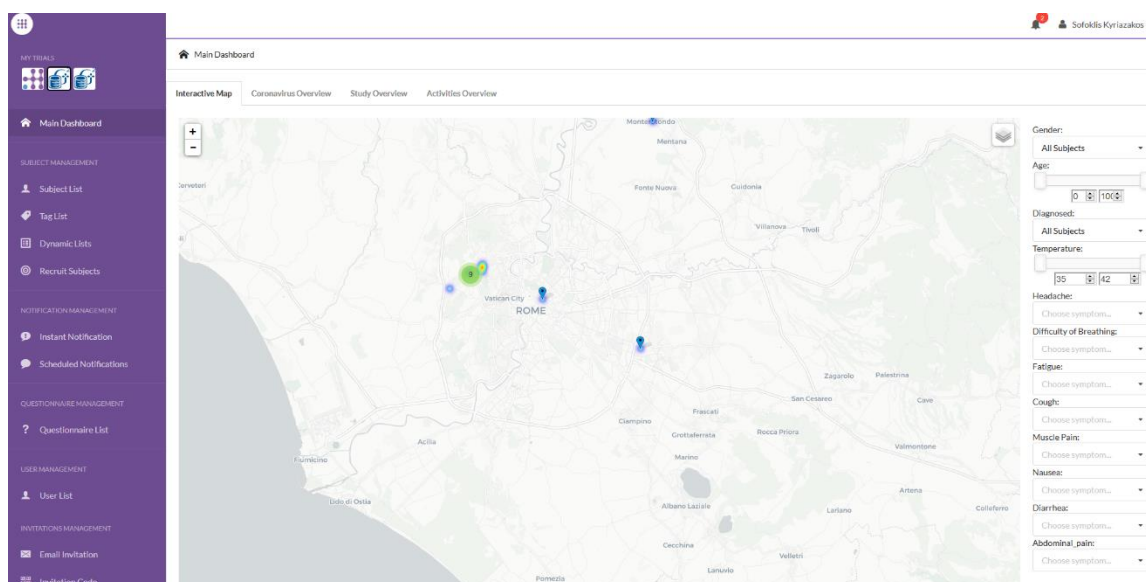 2
Sofoklis Kyriazakos
MY TRIALS
Main Dashboard
SUBJECT MANAGEMENT
Subject List
Tag List
Dynamic Lists
Recruit Subjects
NOTIFICATION MANAGEMENT
Instant Notification
Scheduled Notifications
QUESTIONNAIRE MANAGEMENT
? Questionnaire List
USER MANAGEMENT
User List
INVITATIONS MANAGEMENT
Email Invitation
Invitation Code
Main Dashboard
Interactive Map Coronavirus Overview Study Overview Activities Overview
+
−
Mentana
Cerveteri
Fonte Nuova
Guidonia
Villanova
Tivoli
9
Vatican City
ROME
Zagarolo
Palestrina
San Cesareo
Cave
Frascati
Ciampino
Grottaferrata
Rocca Priora
Acilia
Valmontone
Marino
Fiumicino
Artena
Lido di Ostia
Albano Laziale
Lariano
Colleferro
Cecchina
Velletri
Lanuvio
Pomezia
Gender:
All Subjects
Age:
0 100
Diagnosed:
All Subjects
Temperature:
35 42
Headache:
Choose symptom...
Difficulty of Breathing:
Choose symptom...
Fatigue:
Choose symptom...
Cough:
Choose symptom...
Muscle Pain:
Choose symptom...
Nausea:
Choose symptom...
Diarrhea:
Choose symptom...
Abdominal_pain:
Choose symptom...